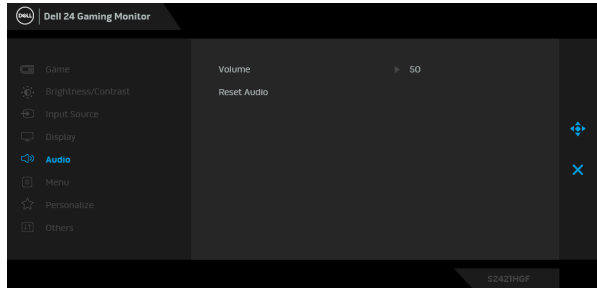 DELL Dell 24 Gaming Monitor
Game
Volume 50
Brightness/Contrast
Reset Audio
Input Source
Display
Audio
Menu
Personalize
Others
S2421HGF